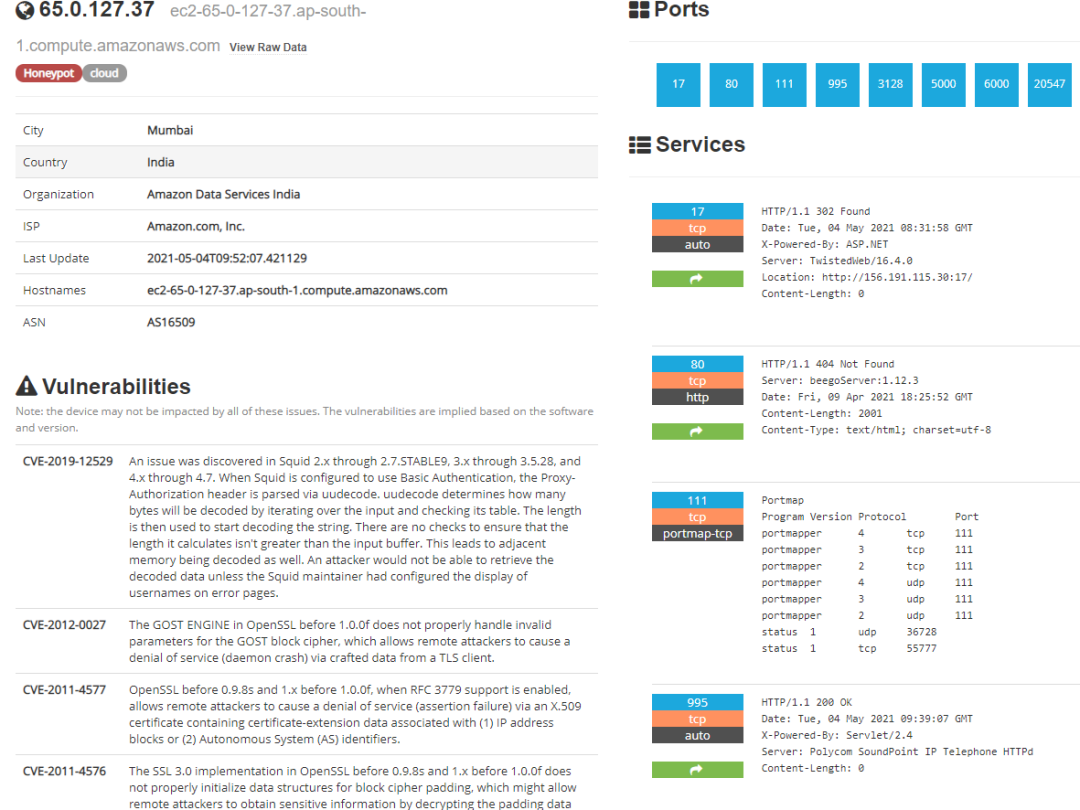 65.0.127.37 ec2-65-0-127-37.ap-south-
1.compute.amazonaws.com View Raw Data
Honeypot cloud
City Mumbai
Country India
Organization Amazon Data Services India
ISP Amazon.com, Inc.
Last Update 2021-05-04T09:52:07.421129
Hostnames ec2-65-0-127-37.ap-south-1.compute.amazonaws.com
ASN AS16509
Vulnerabilities
Note: the device may not be impacted by all of these issues. The vulnerabilities are implied based on the software
and version.
CVE-2019-12529 An issue was discovered in Squid 2.x through 2.7.STABLE9, 3.x through 3.5.28, and
4.x through 4.7. When Squid is configured to use Basic Authentication, the Proxy-
Authorization header is parsed via uudecode. uudecode determines how many
bytes will be decoded by iterating over the input and checking its table. The length
is then used to start decoding the string. There are no checks to ensure that the
length it calculates isn't greater than the input buffer. This leads to adjacent
memory being decoded as well. An attacker would not be able to retrieve the
decoded data unless the Squid maintainer had configured the display of
usernames on error pages.
CVE-2012-0027 The GOST ENGINE in OpenSSL before 1.0.0f does not properly handle invalid
parameters for the GOST block cipher, which allows remote attackers to cause a
denial of service (daemon crash) via crafted data from a TLS client.
CVE-2011-4577 OpenSSL before 0.9.8s and 1.x before 1.0.0f, when RFC 3779 support is enabled,
allows remote attackers to cause a denial of service (assertion failure) via an X.509
certificate containing certificate-extension data associated with (1) IP address
blocks or (2) Autonomous System (AS) identifiers.
CVE-2011-4576 The SSL 3.0 implementation in OpenSSL before 0.9.8s and 1.x before 1.0.0f does
not properly initialize data structures for block cipher padding, which might allow
remote attackers to obtain sensitive information by decrypting the padding data
Ports
17 80 111 995 3128 5000 6000 20547
Services
17
tcp
auto
HTTP/1.1 302 Found
Date: Tue, 04 May 2021 08:31:58 GMT
X-Powered-By: ASP.NET
Server: TwistedWeb/16.4.0
Location: http://156.191.115.30:17/
Content-Length: 0
80
tcp
http
HTTP/1.1 404 Not Found
Server: beegoServer:1.12.3
Date: Fri, 09 Apr 2021 18:25:52 GMT
Content-Length: 2001
Content-Type: text/html; charset=utf-8
111
tcp
portmap-tcp
Portmap
Program Version Protocol Port
portmapper 4 tcp 111
portmapper 3 tcp 111
portmapper 2 tcp 111
portmapper 4 udp 111
portmapper 3 udp 111
portmapper 2 udp 111
status 1 udp 36728
status 1 tcp 55777
995
tcp
auto
HTTP/1.1 200 OK
Date: Tue, 04 May 2021 09:39:07 GMT
X-Powered-By: Servlet/2.4
Server: Polycom SoundPoint IP Telephone HTTPd
Content-Length: 0